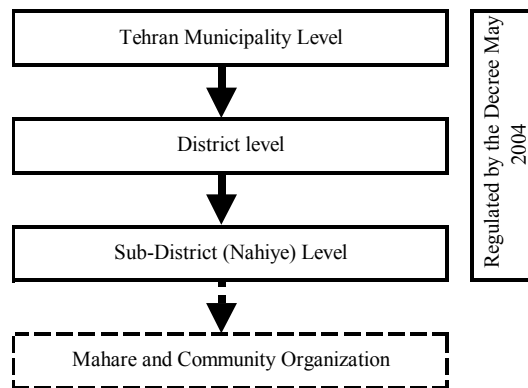 Tehran Municipality Level
District level
Sub-District (Nahiye) Level
Mahare and Community Organization
Regulated by the Decree May
2004